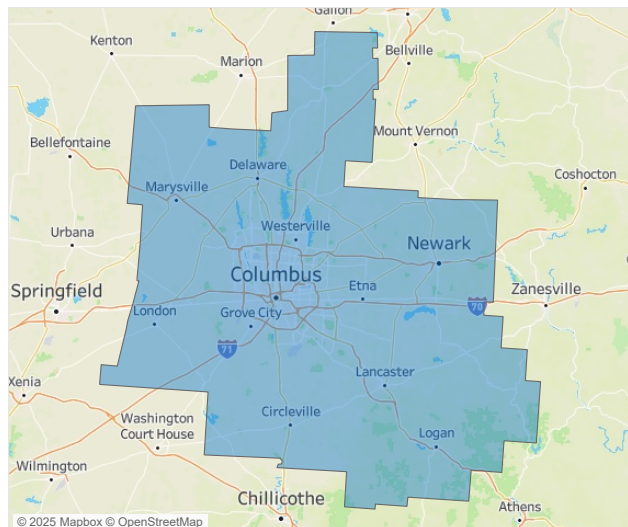 Galion
Kenton
Bellville
Marion
Bellefontaine
Mount Vernon
Delaware
Coshocton
Marysville
Urbana
Westerville
Newark
Columbus
Springfield
Etna
70
Zanesville
London
Grove City
71
Xenia
Lancaster
Circleville
Washington
Court House
Logan
Wilmington
Chillicothe
Athens
© 2025 Mapbox © OpenStreetMap